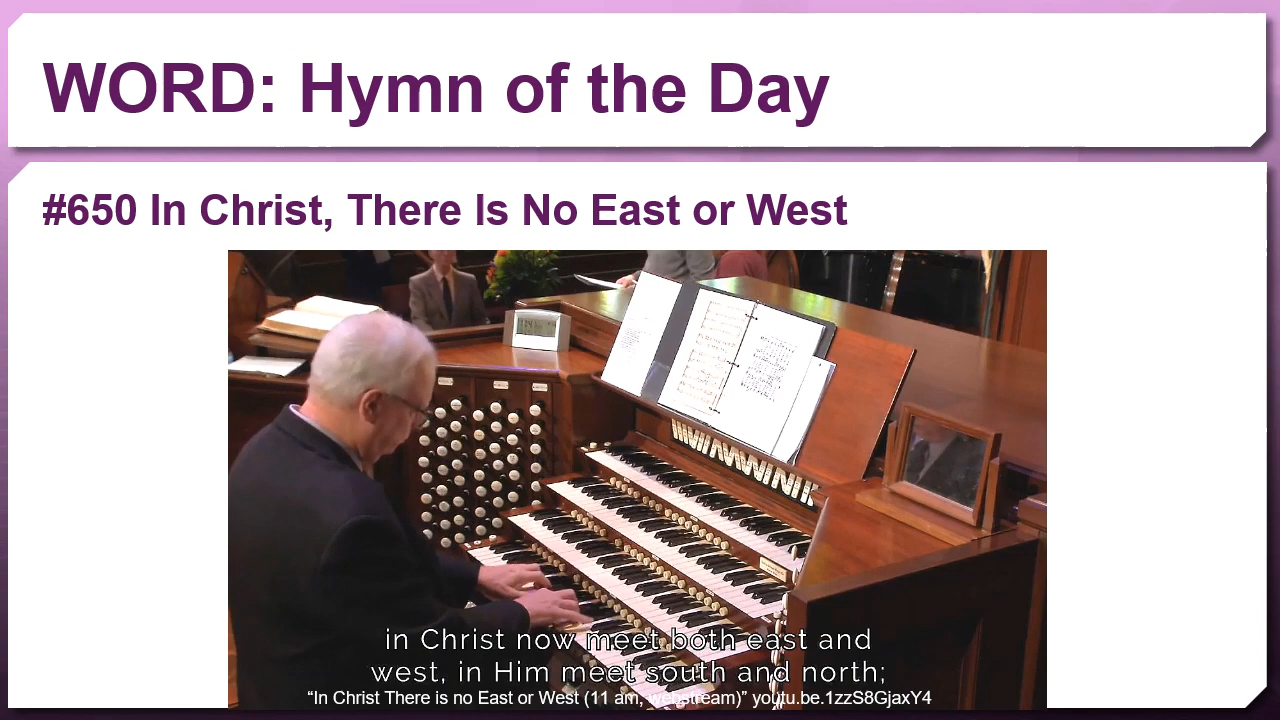 WORD: Hymn of the Day
#650 In Christ, There Is No East or West
in Christ now meet both east and
west, in Him meet south and north;
“In Christ There is no East or West (11 am, webstream)” youtu.be.1zzS8GjaxY4